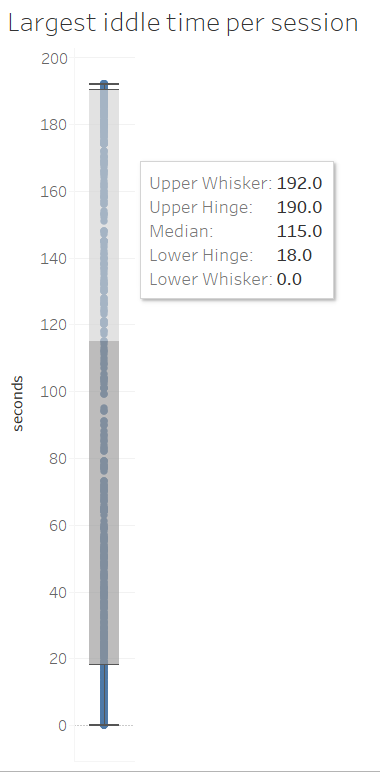 Largest iddle time per session
200
180
160
140
120
100
80
60
40
20
0
seconds
Upper Whisker: 192.0
Upper Hinge: 190.0
Median: 115.0
Lower Hinge: 18.0
Lower Whisker: 0.0